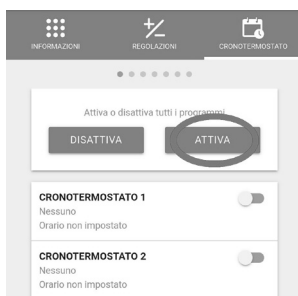 INFORMAZIONI
REGOLAZIONI
CRONOTERMOSTATO
Attiva o disattiva tutti i programmi
DISATTIVA
ATTIVA
CRONOTERMOSTATO 1
Nessuno
Orario non impostato
CRONOTERMOSTATO 2
Nessuno
Orario non impostato